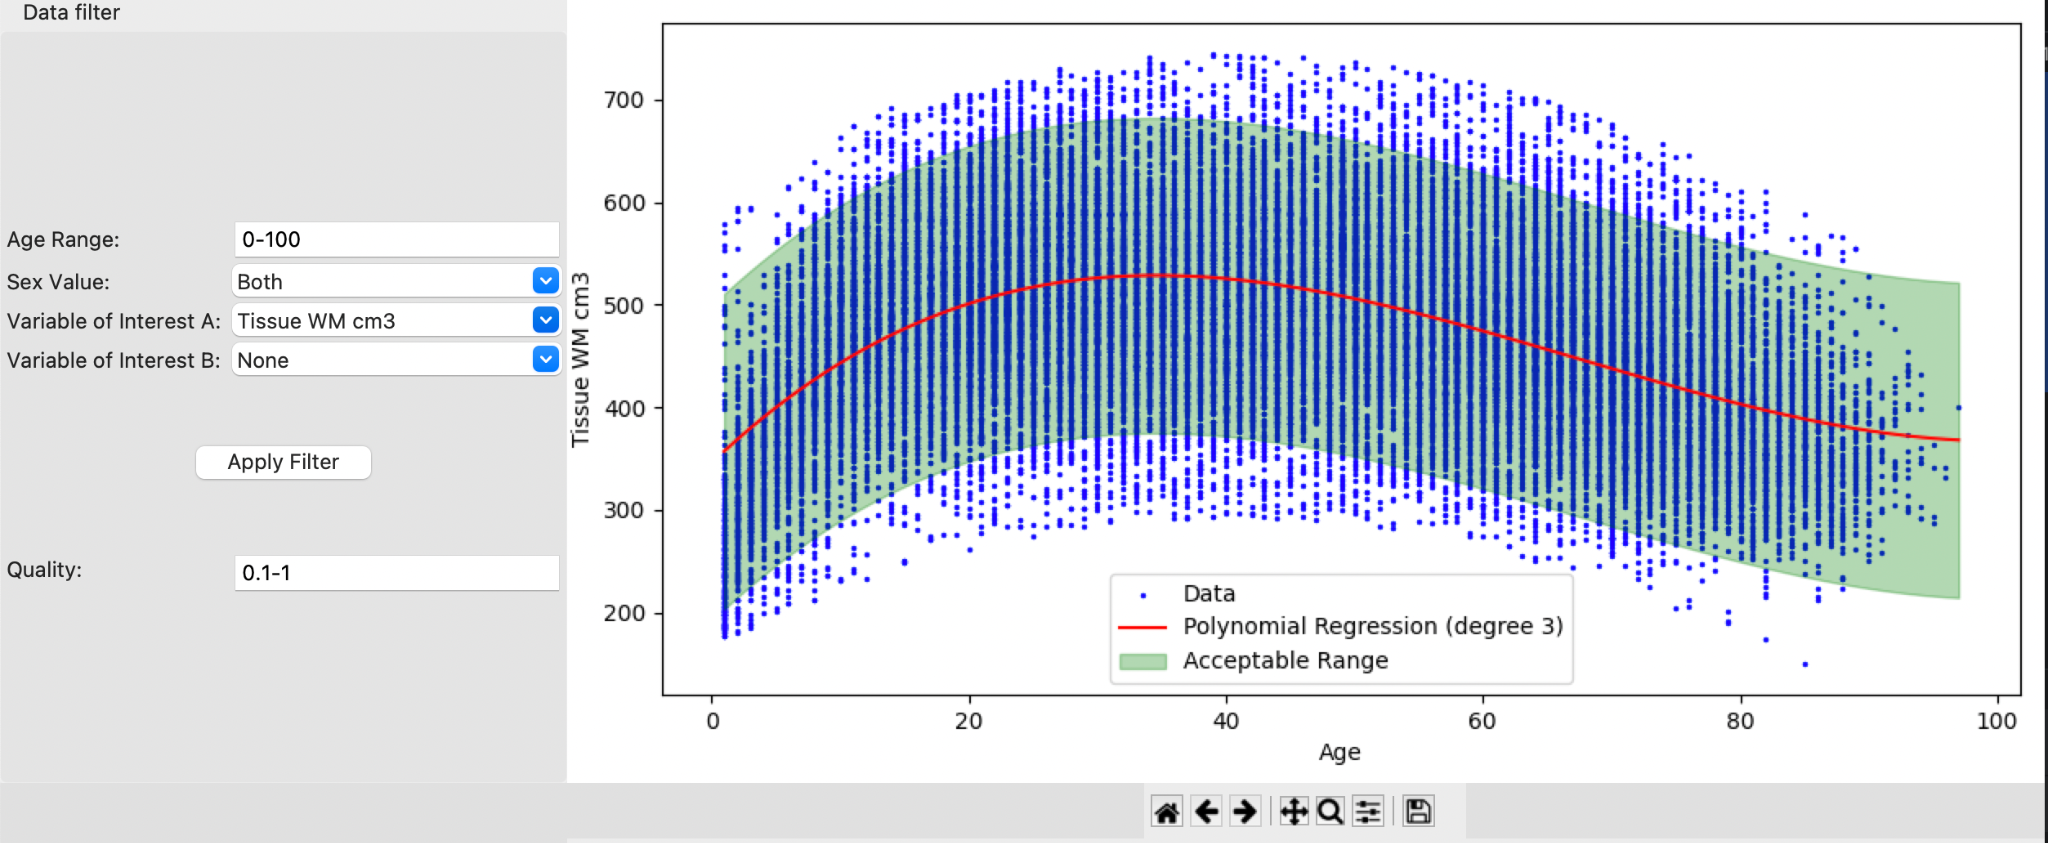 Data filter
Age Range: 0-100
Sex Value: Both
Variable of Interest A: Tissue WM cm3
Variable of Interest B: None
Apply Filter
Quality: 0.1-1
Tissue WM cm3
700
600
500
400
300
200
Data
Polynomial Regression (degree 3)
Acceptable Range
0 20 40 60 80 100
Age